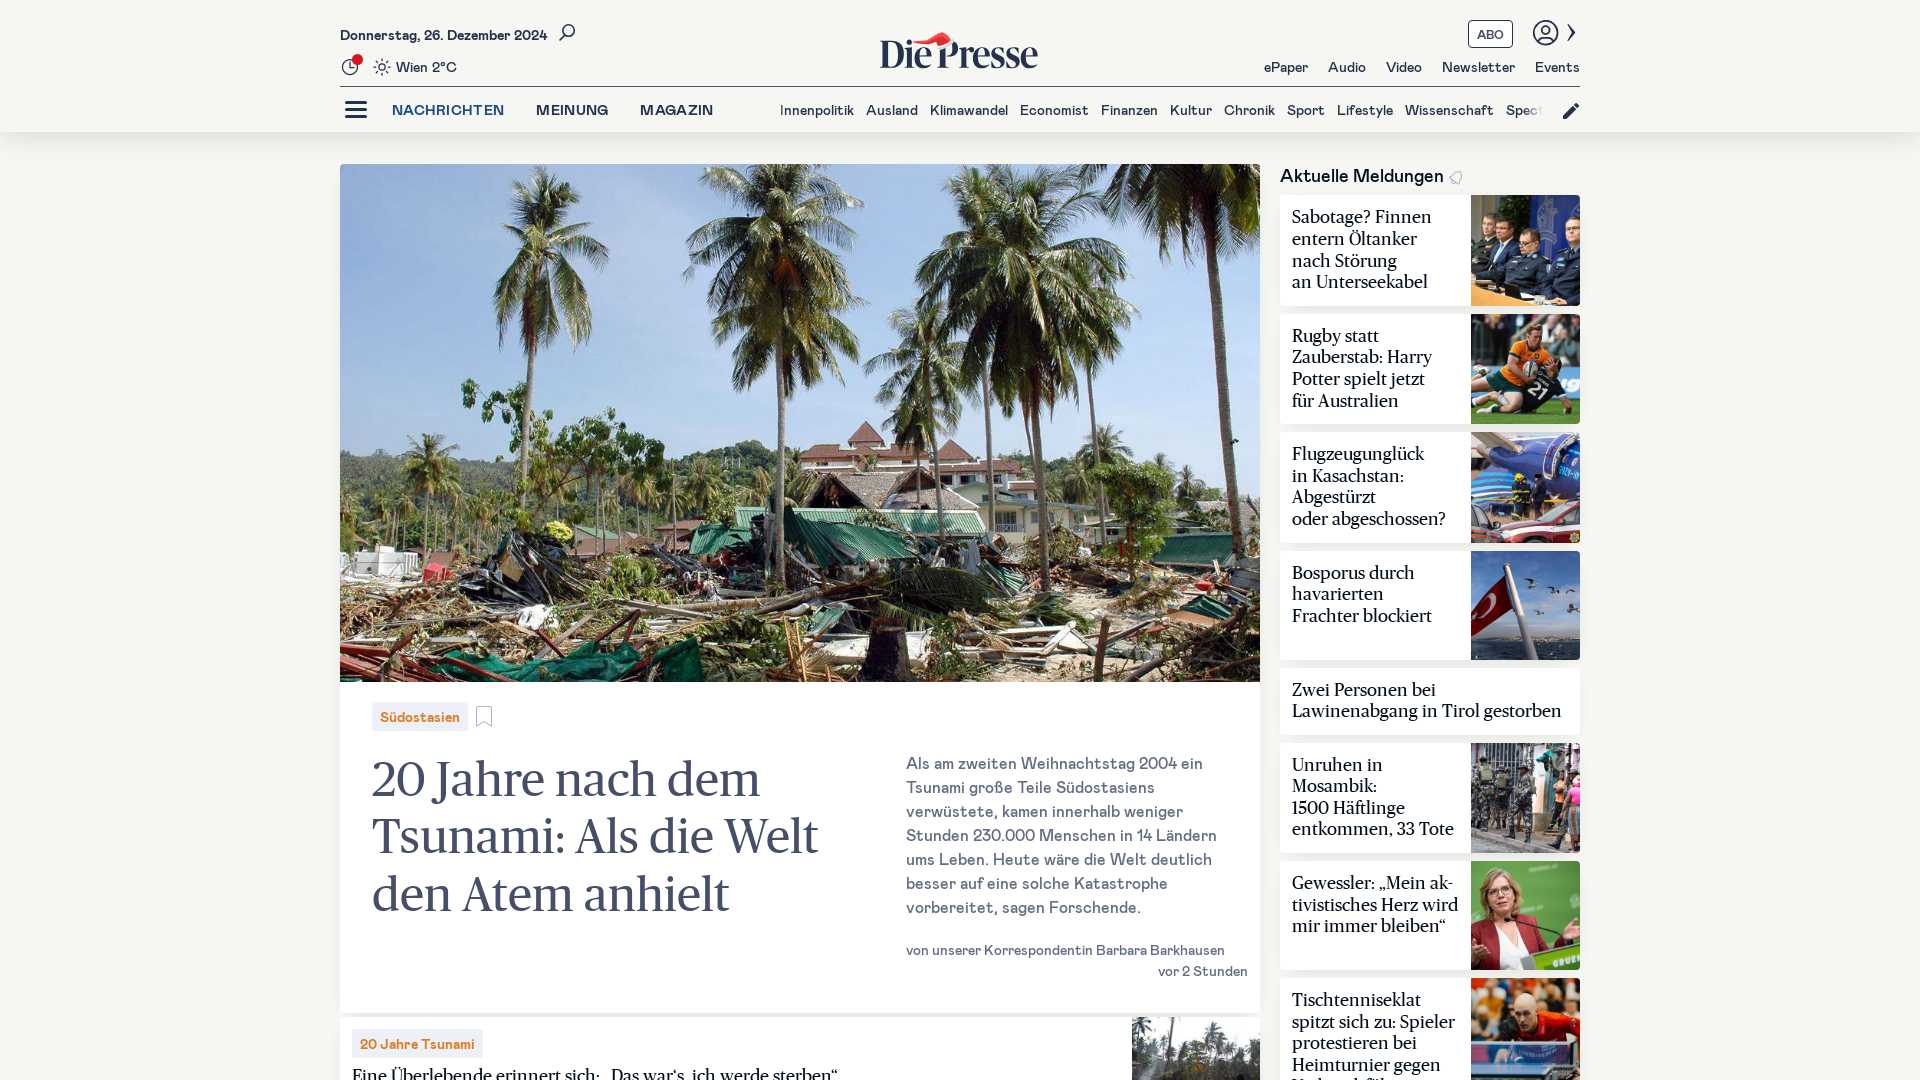 Donnerstag, 26. Dezember 2024
Wien 2°C
Die Presse
ABO
ePaper Audio Video Newsletter Events
NACHRICHTEN MEINUNG MAGAZIN
Innenpolitik Ausland Klimawandel Economist Finanzen Kultur Chronik Sport Lifestyle Wissenschaft Spect
Südostasien
20 Jahre nach dem
Tsunami: Als die Welt
den Atem anhielt
Als am zweiten Weihnachtstag 2004 ein
Tsunami große Teile Südostasiens
verwüstete, kamen innerhalb weniger
Stunden 230.000 Menschen in 14 Ländern
ums Leben. Heute wäre die Welt deutlich
besser auf eine solche Katastrophe
vorbereitet, sagen Forschende.
von unserer Korrespondentin Barbara Barkhausen
vor 2 Stunden
20 Jahre Tsunami
Eine Überlebende erinnert sich: „Das war‘s, ich werde sterben“
Aktuelle Meldungen
Sabotage? Finnen
entern Öltanker
nach Störung
an Unterseekabel
Rugby statt
Zauberstab: Harry
Potter spielt jetzt
für Australien
21
Flugzeugunglück
in Kasachstan:
Abgestürzt
oder abgeschossen?
Bosporus durch
havarierten
Frachter blockiert
Zwei Personen bei
Lawinenabgang in Tirol gestorben
Unruhen in
Mosambik:
1500 Häftlinge
entkommen, 33 Tote
Gewessler: „Mein ak-
tivistisches Herz wird
mir immer bleiben“
Tischtenniseklat
spitzt sich zu: Spieler
protestieren bei
Heimturnier gegen